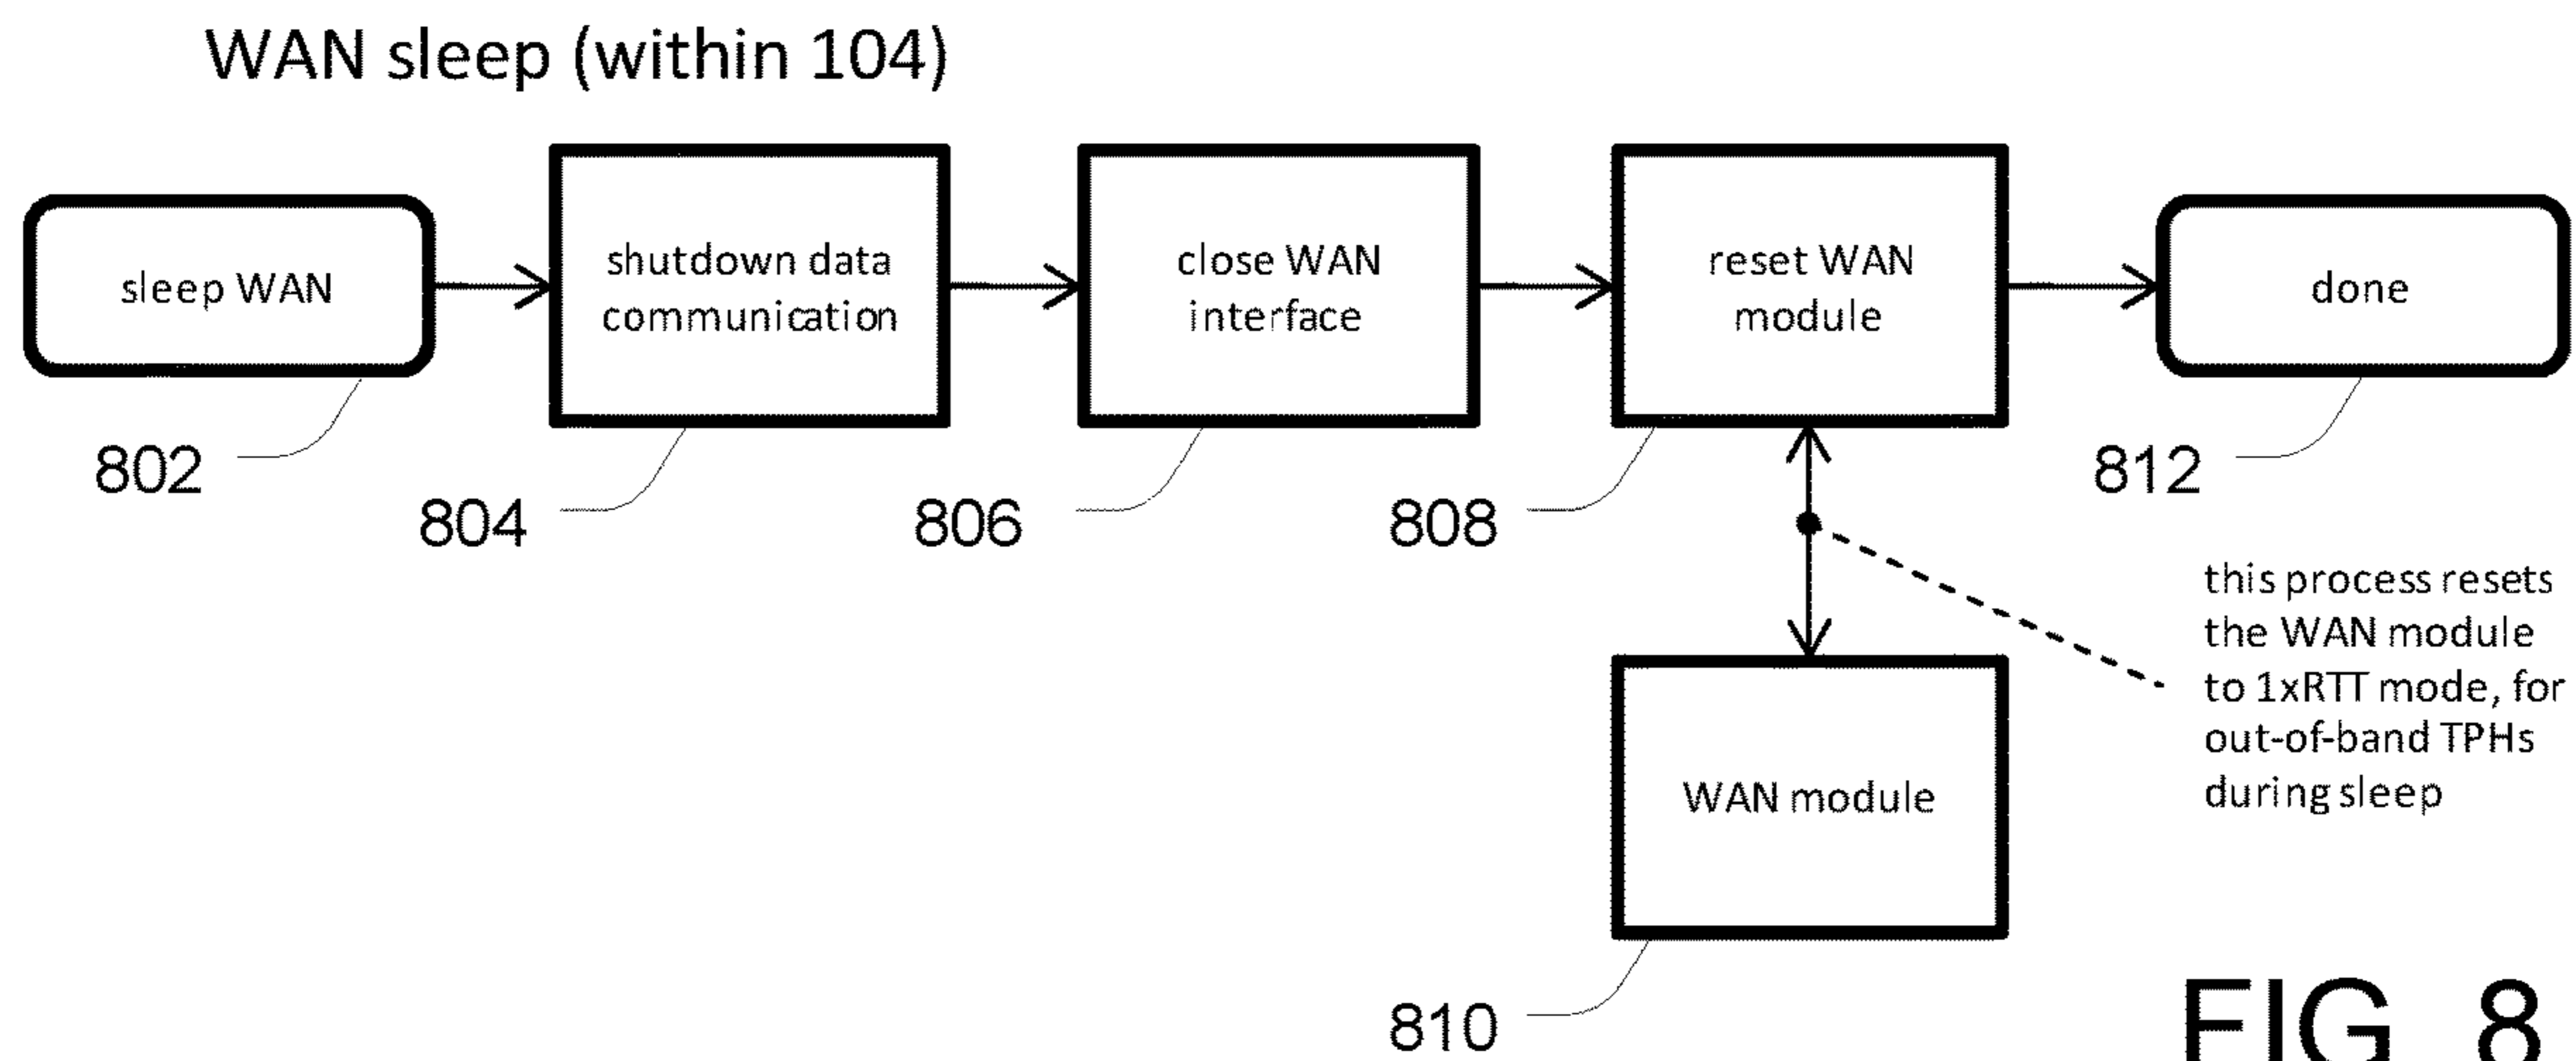 WAN sleep (within 104)
sleep WAN
shutdown data
communication
close WAN
interface
reset WAN
module
done
802
804
806
808
812
this process resets
the WAN module
to 1xRTT mode, for
out-of-band TPHs
during sleep
WAN module
810
FIG. 8